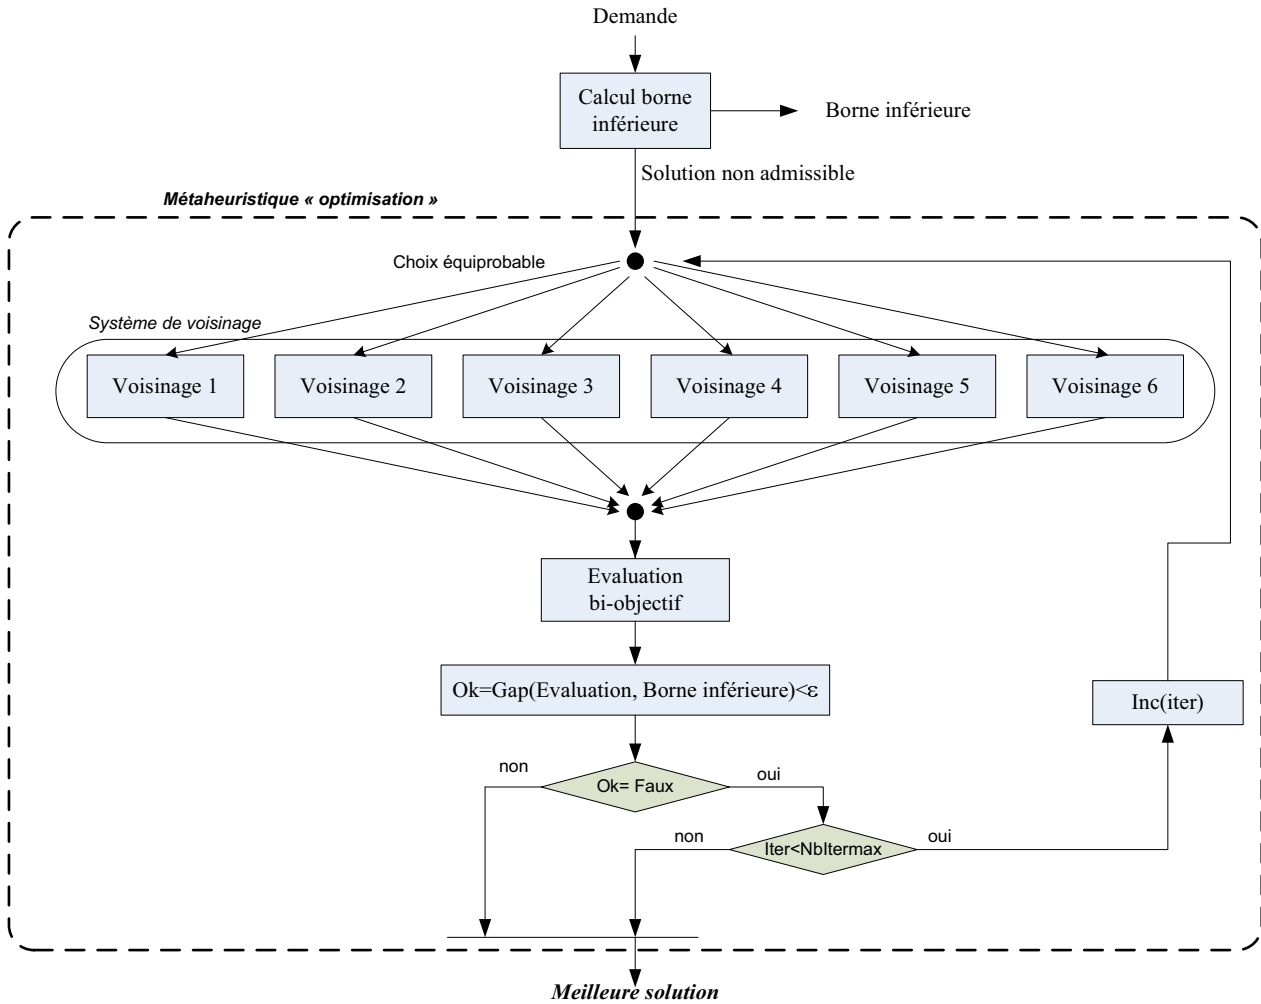 Demande
Calcul borne
inférieure
Borne inférieure
Solution non admissible
Métaheuristique « optimisation »
Choix équiprobable
Système de voisinage
Voisinage 1
Voisinage 2
Voisinage 3
Voisinage 4
Voisinage 5
Voisinage 6
Evaluation
bi-objectif
Ok=Gap(Evaluation, Borne inférieure)<ε
Inc(iter)
non
Ok= Faux
oui
non
Iter<NbItermax
oui
Meilleure solution